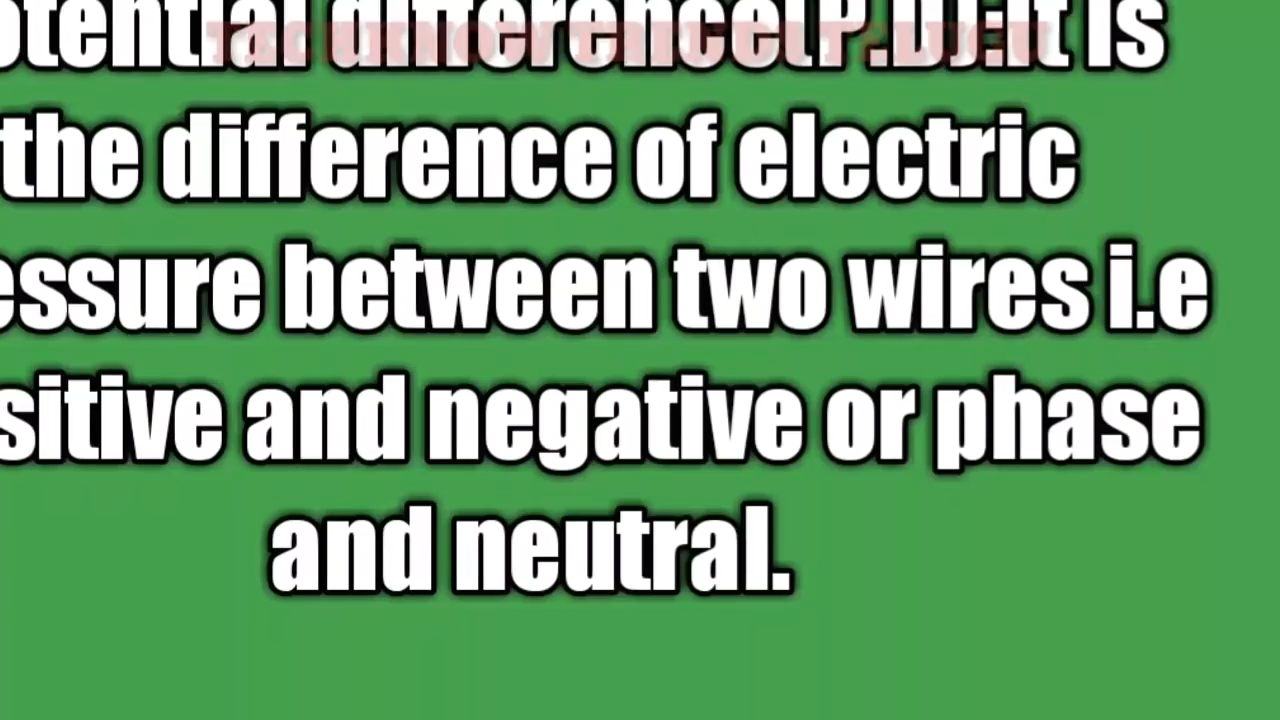 otential difference(P.D):It is
the difference of electric
essure between two wires i.e
sitive and negative or phase
and neutral.